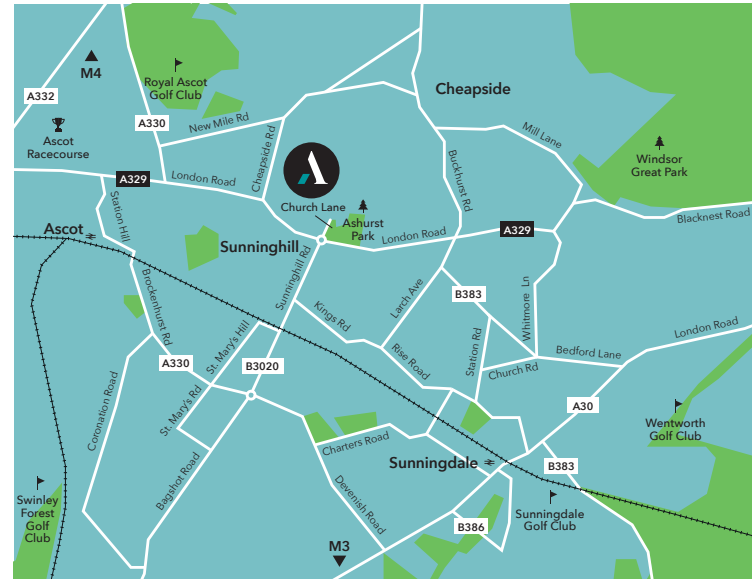 M4
A332
Royal Ascot
Golf Club
Cheapside
A330
New Mile Rd
Mill Lane
Ascot
Racecourse
Cheapside Rd
Buckhurst Rd
Windsor
Great Park
A329
London Road
Church Lane
Station Hill
Ashurst
Park
Blacknest Road
Ascot
Sunninghill
London Road
A329
Sunninghill Rd
Brockenhurst Rd
Larch Ave
B383
Whitmore Ln
Kings Rd
St. Mary's Hill
Station Rd
London Road
Rise Road
Bedford Lane
A330
B3020
Church Rd
Coronation Road
St. Mary's Rd
A30
Wentworth
Golf Club
Charters Road
Bagshot Road
Sunningdale
B383
Devenish Road
Swinley
Forest
Golf
Club
Sunningdale
Golf Club
B386
M3